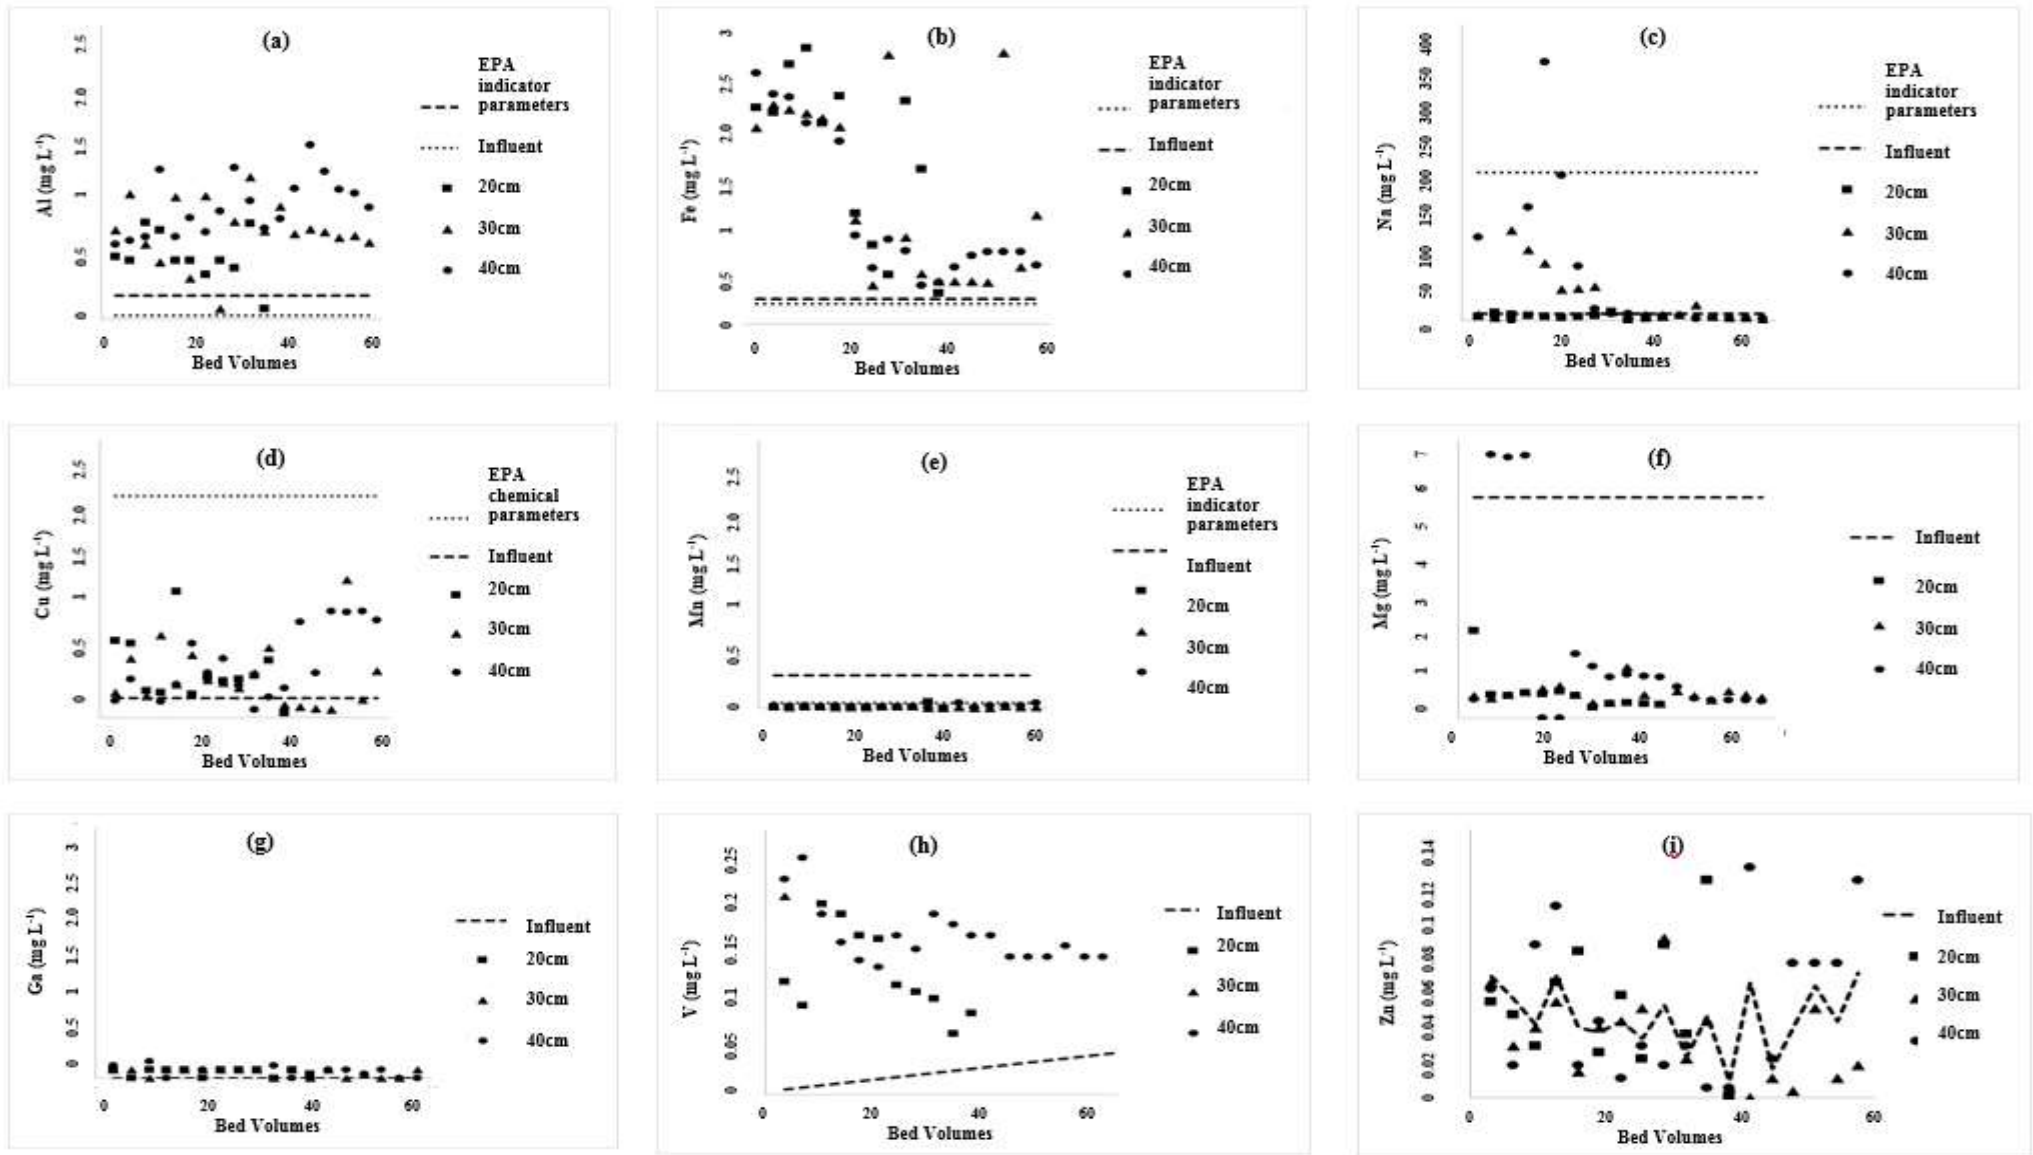 (a)
2.5
2.0
1.5
1
0.5
0
Al (mg L⁻¹)
0 20 40 60
Bed Volumes
EPA
indicator
parameters
Influent
20cm
30cm
40cm
(b)
3
2.5
2.0
1.5
1
0.5
0
Fe (mg L⁻¹)
0 20 40 60
Bed Volumes
EPA
indicator
parameters
Influent
20cm
30cm
40cm
(c)
400
350
300
250
200
150
100
50
0
Na (mg L⁻¹)
0 20 40 60
Bed Volumes
EPA
indicator
parameters
Influent
20cm
30cm
40cm
(d)
2.5
2.0
1.5
1
0.5
0
Cu (mg L⁻¹)
0 20 40 60
Bed Volumes
EPA
chemical
parameters
Influent
20cm
30cm
40cm
(e)
2.5
2.0
1.5
1
0.5
0
Mn (mg L⁻¹)
0 20 40 60
Bed Volumes
EPA
indicator
parameters
Influent
20cm
30cm
40cm
(f)
7
6
5
4
3
2
1
0
Mg (mg L⁻¹)
0 20 40 60
Bed Volumes
Influent
20cm
30cm
40cm
(g)
3
2.5
2.0
1.5
1
0.5
0
Ga (mg L⁻¹)
0 20 40 60
Bed Volumes
Influent
20cm
30cm
40cm
(h)
0.25
0.2
0.15
0.1
0.05
0
V (mg L⁻¹)
0 20 40 60
Bed Volumes
Influent
20cm
30cm
40cm
(i)
0.14
0.12
0.1
0.08
0.06
0.04
0.02
0
Zn (mg L⁻¹)
0 20 40 60
Bed Volumes
Influent
20cm
30cm
40cm